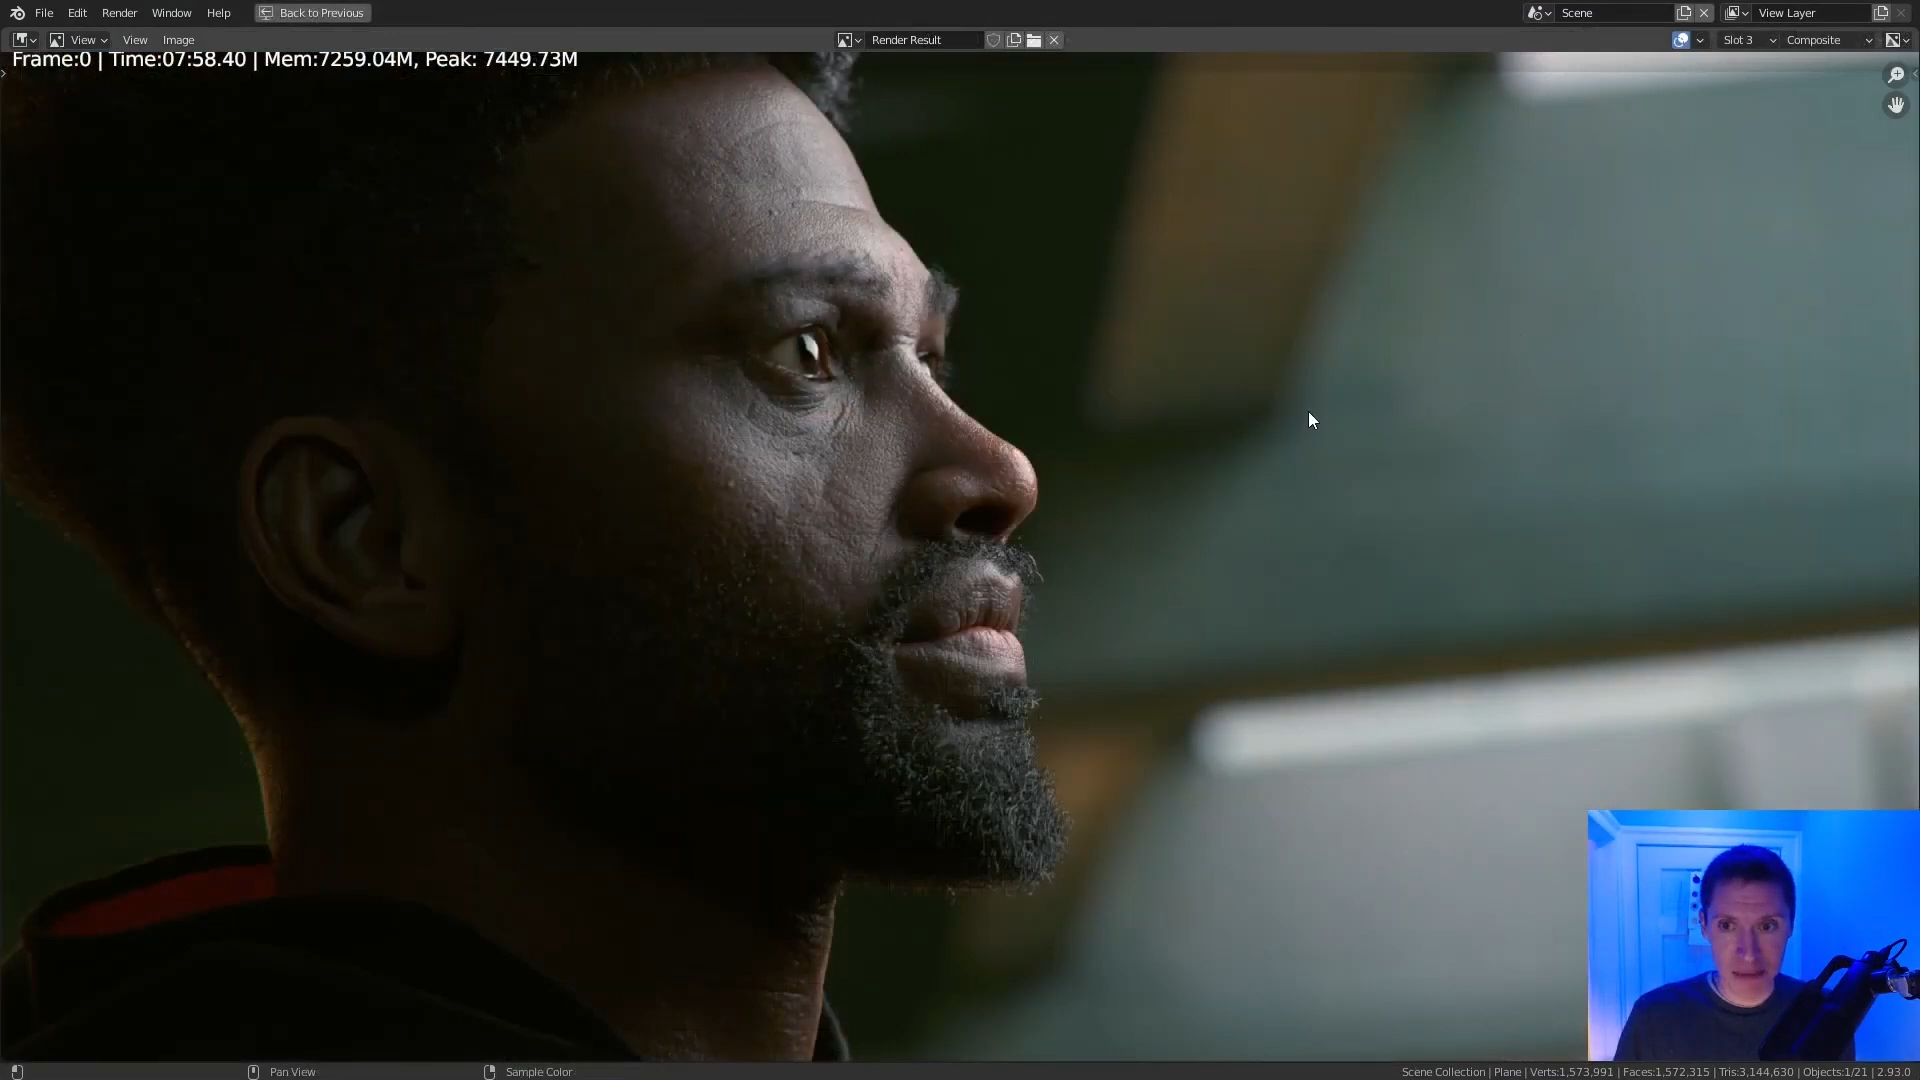 File Edit Render Window Help Back to Previous Scene View Layer
View View Image Render Result Slot 3 Composite
Frame:0 | Time:07:58.40 | Mem:7259.04M, Peak: 7449.73M
Pan View Sample Color Scene Collection | Plane | Verts:1,573,991 | Faces:1,572,315 | Tris:3,144,630 | Objects:1/21 | 2.93.0